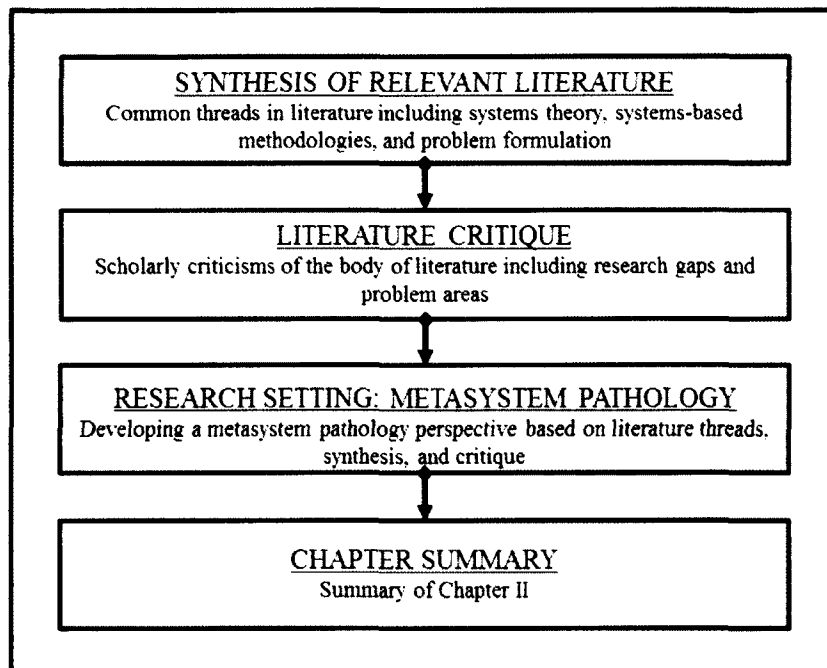 SYNTHESIS OF RELEVANT LITERATURE
Common threads in literature including systems theory, systems-based
methodologies, and problem formulation
LITERATURE CRITIQUE
Scholarly criticisms of the body of literature including research gaps and
problem areas
RESEARCH SETTING: METASYSTEM PATHOLOGY
Developing a metasystem pathology perspective based on literature threads,
synthesis, and critique
CHAPTER SUMMARY
Summary of Chapter II